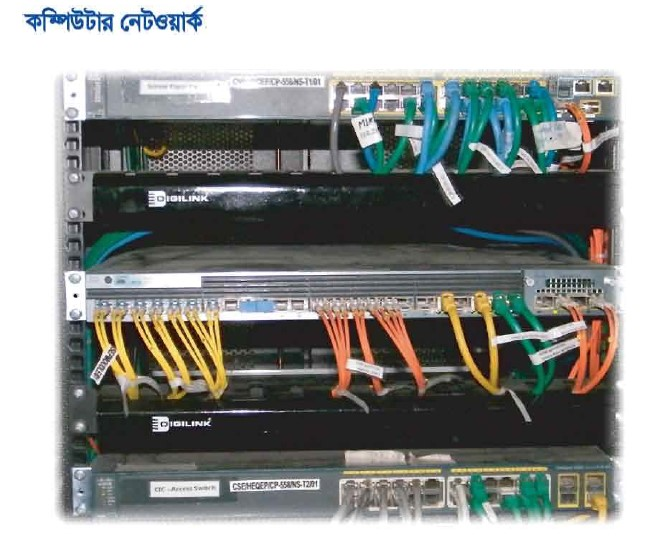 কম্পিউটার নেটওয়ার্ক
CSE/HEQEP/CP-558/NS-T1/01
DIGILINK
DIGILINK
CIC - Access Switch
CSE/HEQEP/CP-558/NS-T2/01